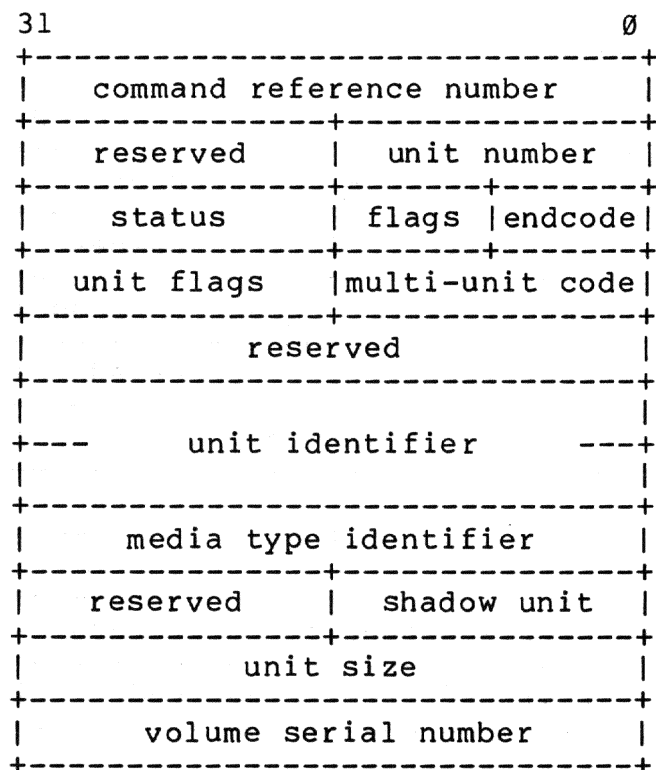 31 0
+-------------------------------+
| command reference number |
+---------------+---------------+
| reserved | unit number |
+---------------+-------+-------+
| status | flags |endcode|
+---------------+-------+-------+
| unit flags |multi-unit code|
+---------------+---------------+
| reserved |
+-------------------------------+
| |
+--- unit identifier ---+
| |
+-------------------------------+
| media type identifier |
+---------------+---------------+
| reserved | shadow unit |
+---------------+---------------+
| unit size |
+-------------------------------+
| volume serial number |
+-------------------------------+